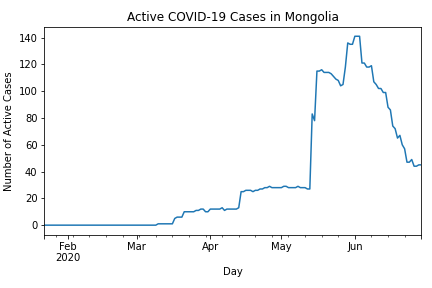 Active COVID-19 Cases in Mongolia
Number of Active Cases
140
120
100
80
60
40
20
0
Feb Mar Apr May Jun
2020
Day